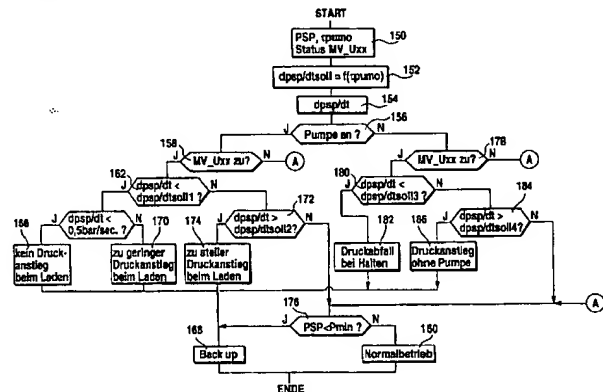 START
PSP, τpumo
Status MV_Uxx
150
dpsp/dtsoll = f(τpumo)
152
dpsp/dt
154
J Pumpe an ? N
156
158
J MV_Uxx zu? N
A
J MV_Uxx zu? N
178
A
162
J dpsp/dt <
dpsp/dtsoll1 ? N
180
J dpsp/dt <
dpsp/dtsoll3 ? N
J dpsp/dt <
0,5bar/sec. ? N
172
J dpsp/dt >
dpsp/dtsoll2? N
184
J dpsp/dt >
dpsp/dtsoll4? N
166
kein Druck-
anstieg
beim Laden
170
zu geringer
Druckanstieg
beim Laden
174
zu steiler
Druckanstieg
beim Laden
182
Druckabfall
bei Halten
186
Druckanstieg
ohne Pumpe
A
176
J PSP<Pmin ? N
168
Back up
160
Normalbetrieb
ENDE